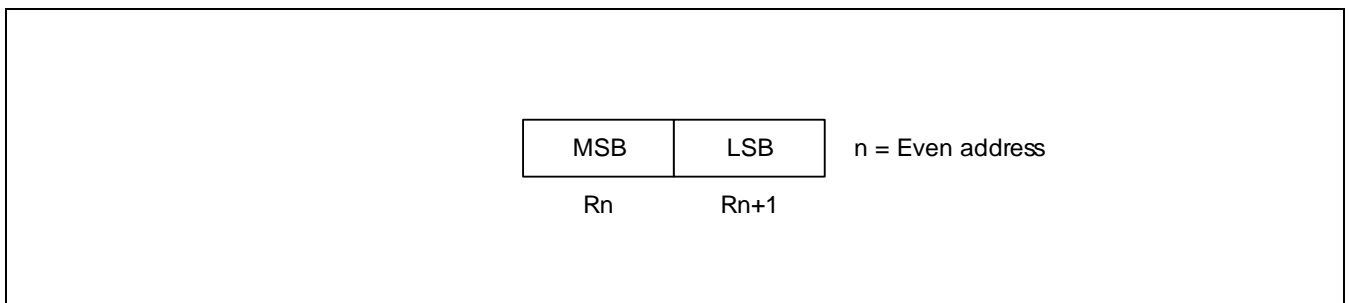 MSB LSB n = Even address
Rn Rn+1